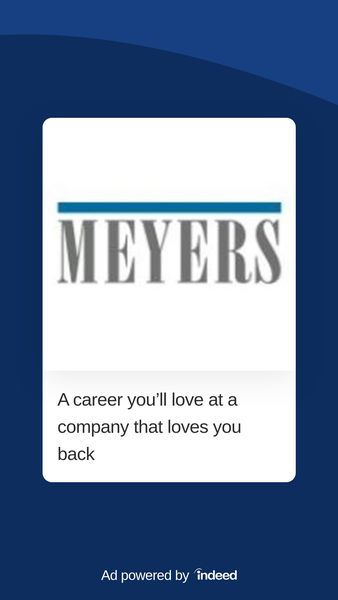 MEYERS
A career you’ll love at a
company that loves you
back
Ad powered by indeed